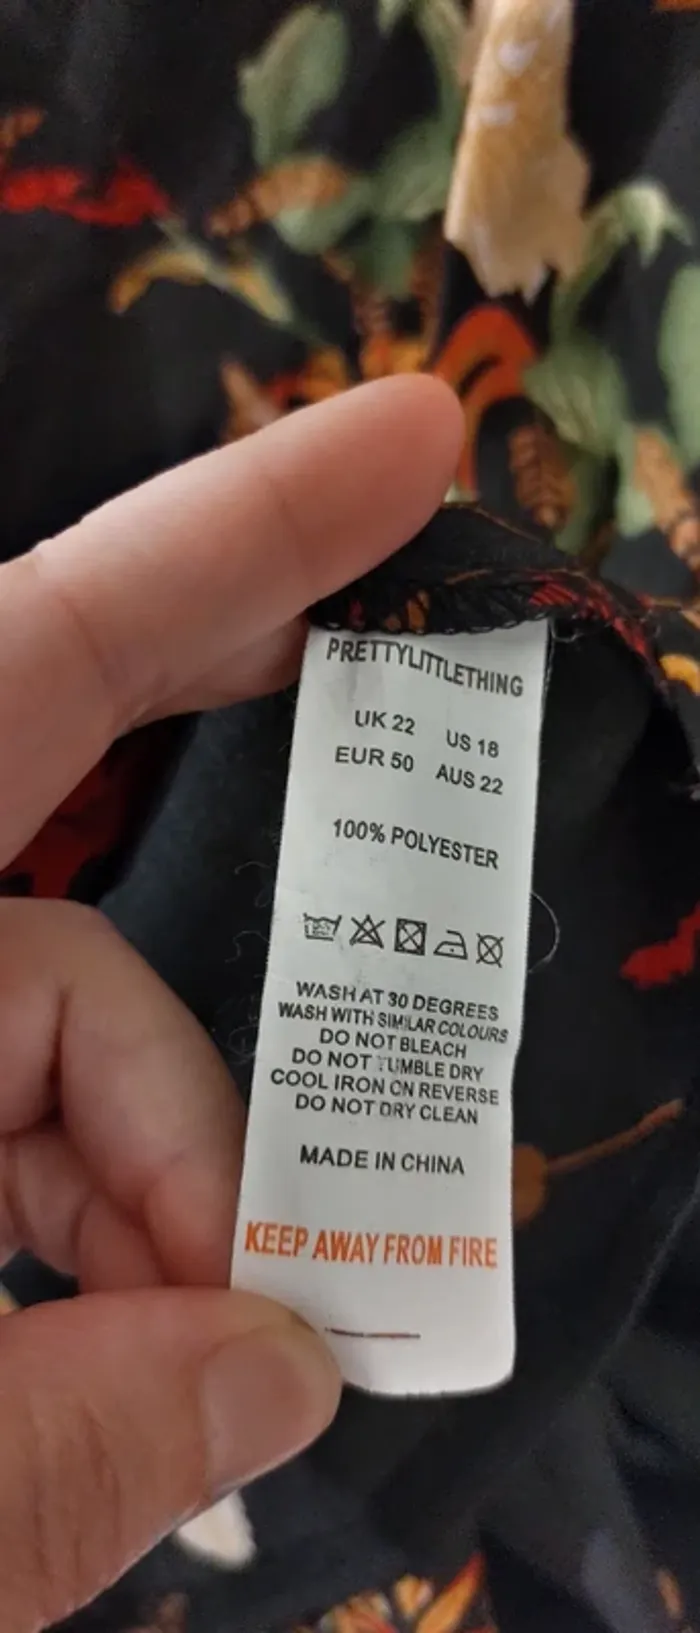 PRETTYLITTLETHING
UK 22 US 18
EUR 50 AUS 22
100% POLYESTER
WASH AT 30 DEGREES
WASH WITH SIMILAR COLOURS
DO NOT BLEACH
DO NOT TUMBLE DRY
COOL IRON ON REVERSE
DO NOT DRY CLEAN
MADE IN CHINA
KEEP AWAY FROM FIRE